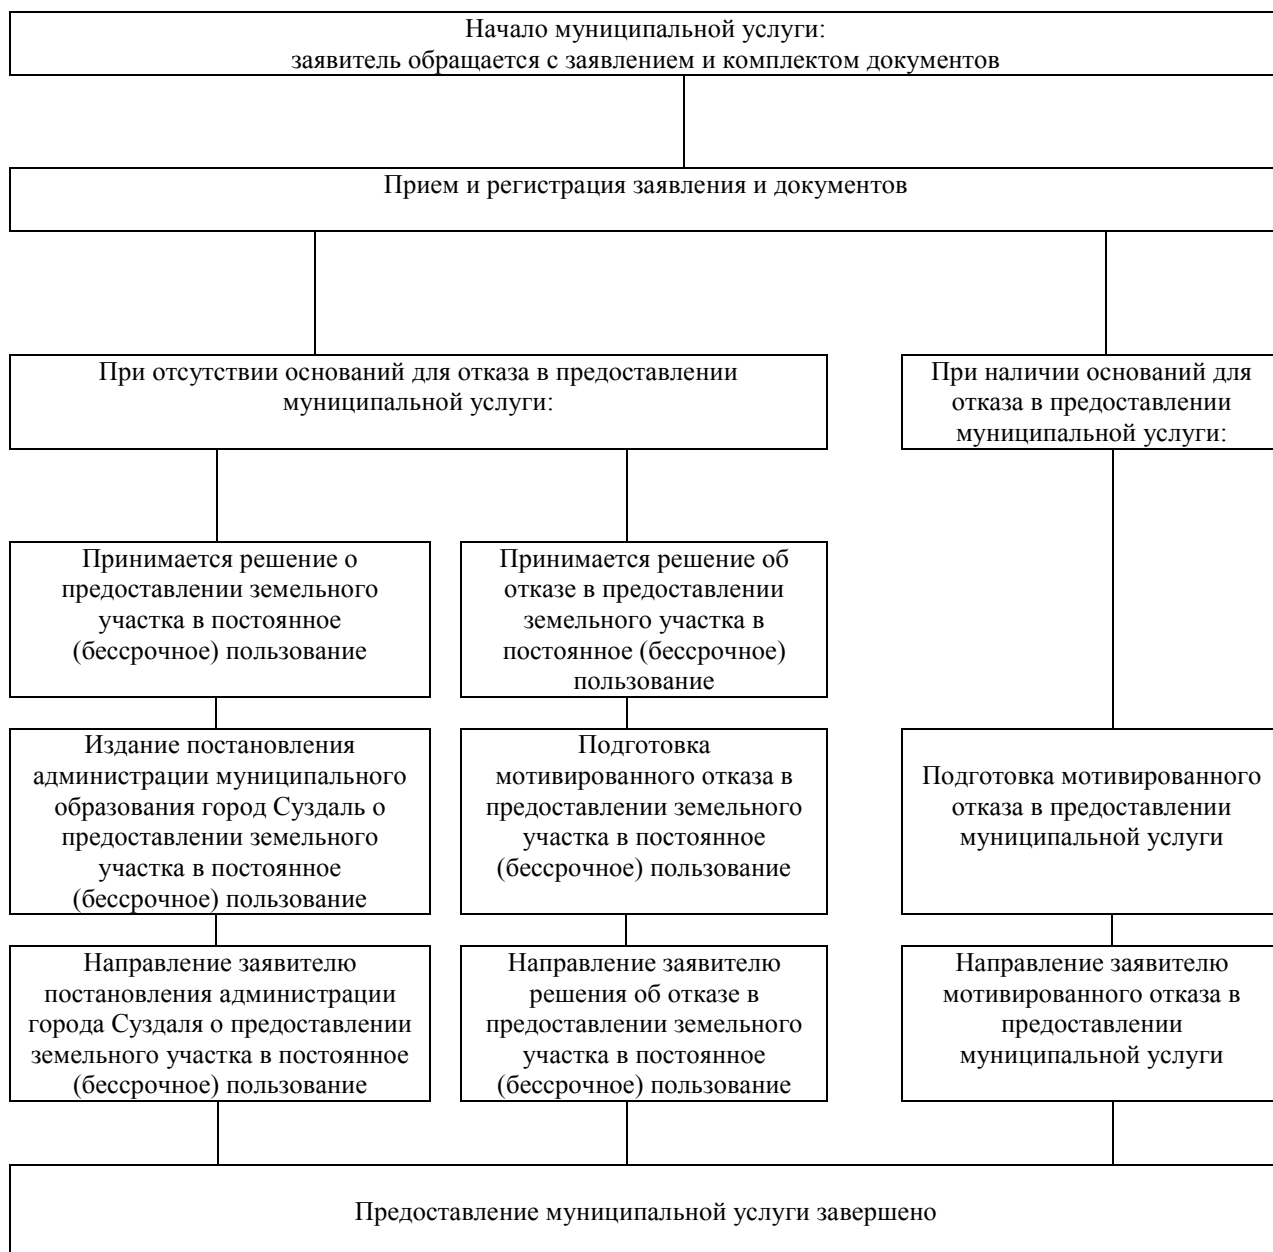 Начало муниципальной услуги:
заявитель обращается с заявлением и комплектом документов
Прием и регистрация заявления и документов
При отсутствии оснований для отказа в предоставлении
муниципальной услуги:
При наличии оснований для
отказа в предоставлении
муниципальной услуги:
Принимается решение о
предоставлении земельного
участка в постоянное
(бессрочное) пользование
Принимается решение об
отказе в предоставлении
земельного участка в
постоянное (бессрочное)
пользование
Издание постановления
администрации муниципального
образования город Суздаль о
предоставлении земельного
участка в постоянное
(бессрочное) пользование
Подготовка
мотивированного отказа в
предоставлении земельного
участка в постоянное
(бессрочное) пользование
Подготовка мотивированного
отказа в предоставлении
муниципальной услуги
Направление заявителю
постановления администрации
города Суздаля о предоставлении
земельного участка в постоянное
(бессрочное) пользование
Направление заявителю
решения об отказе в
предоставлении земельного
участка в постоянное
(бессрочное) пользование
Направление заявителю
мотивированного отказа в
предоставлении
муниципальной услуги
Предоставление муниципальной услуги завершено